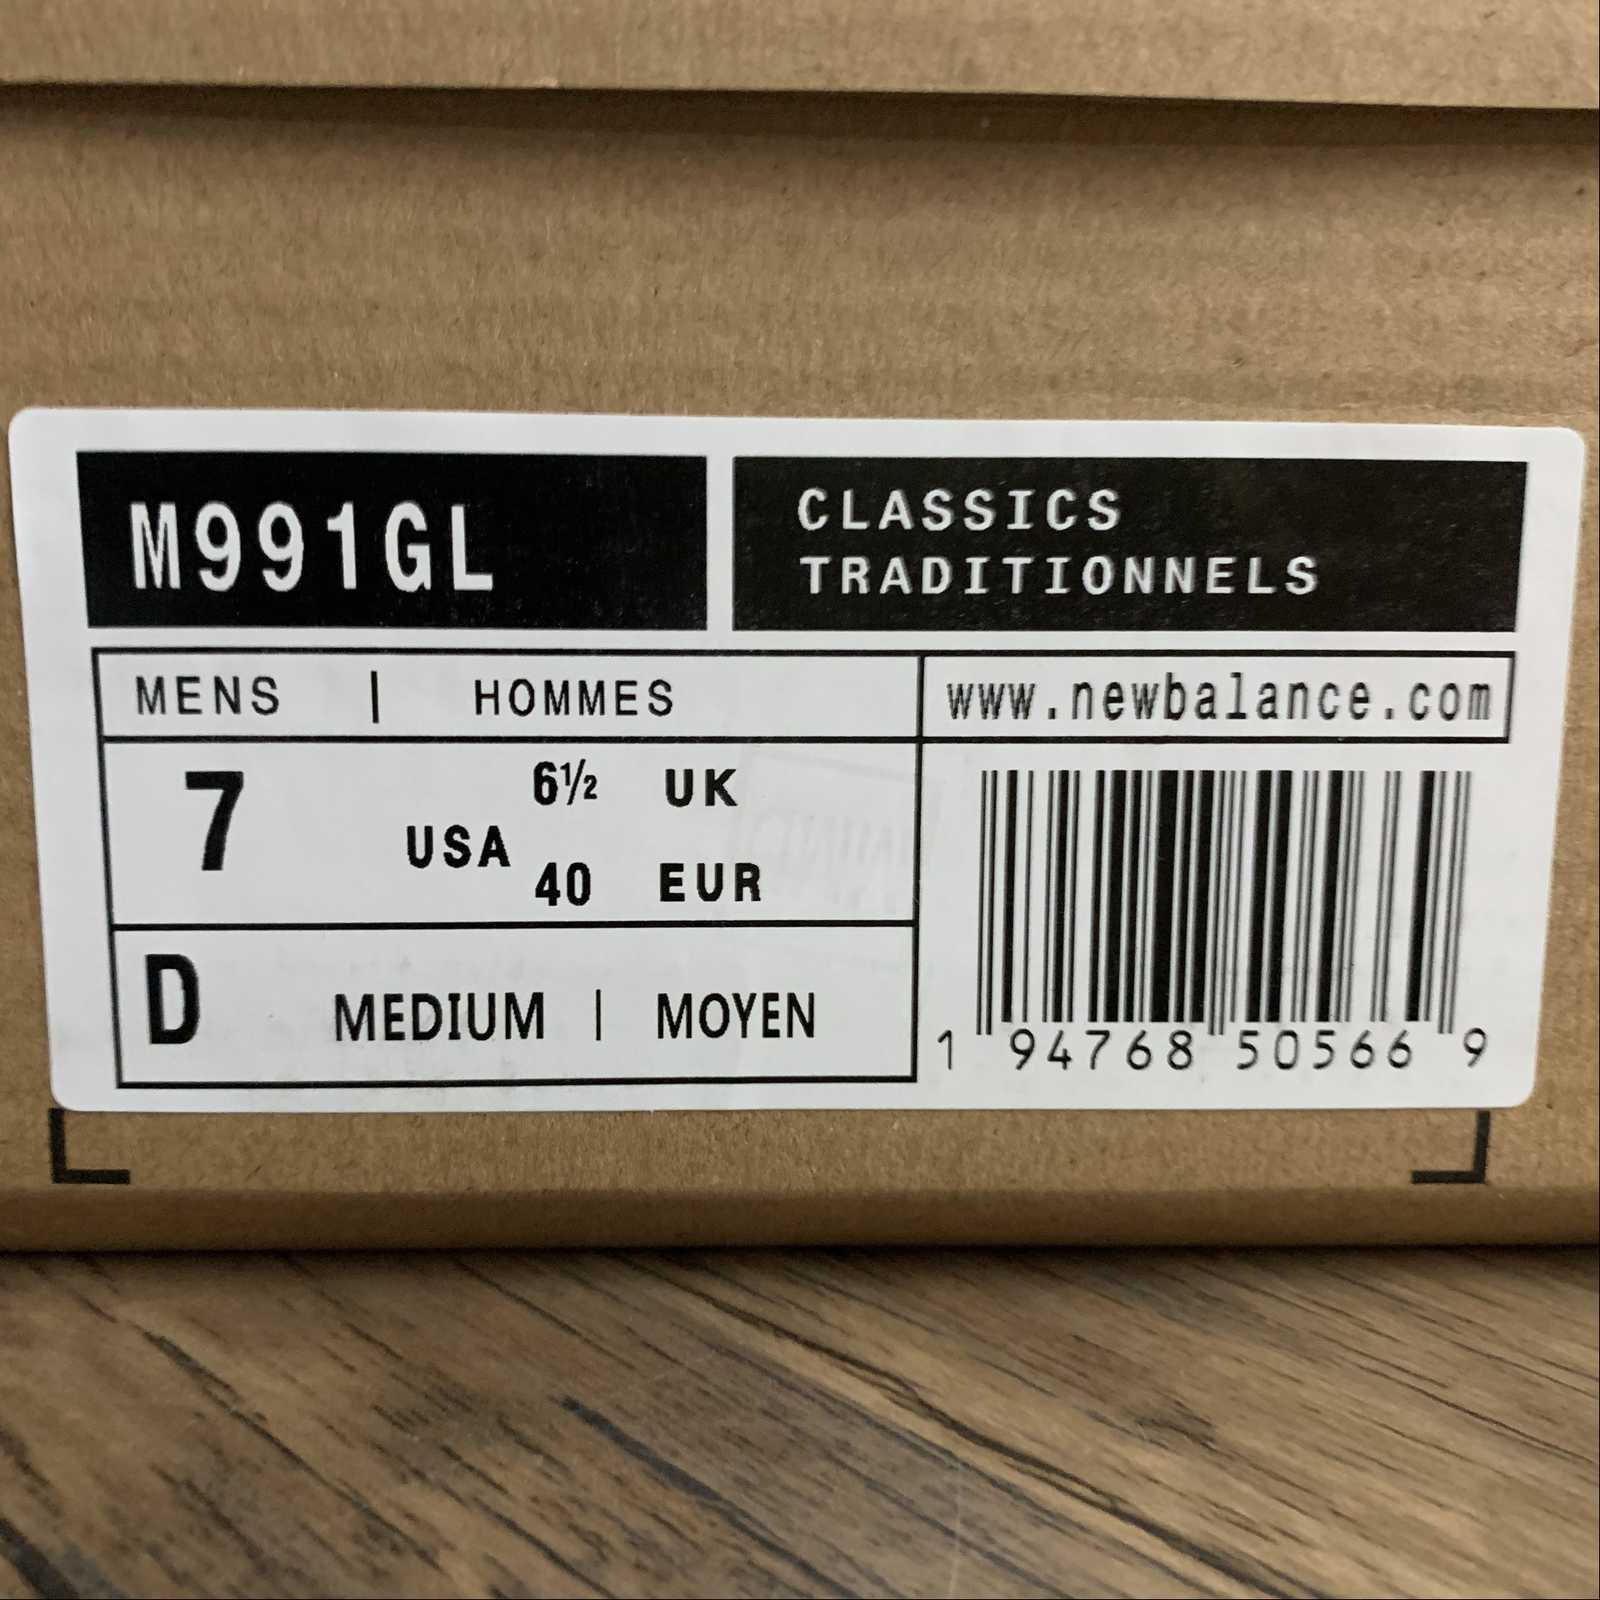 M991GL
CLASSICS
TRADITIONNELS
MENS | HOMMES
www.newbalance.com
7 USA
6½ UK
40 EUR
D MEDIUM | MOYEN
1 94768 50566 9